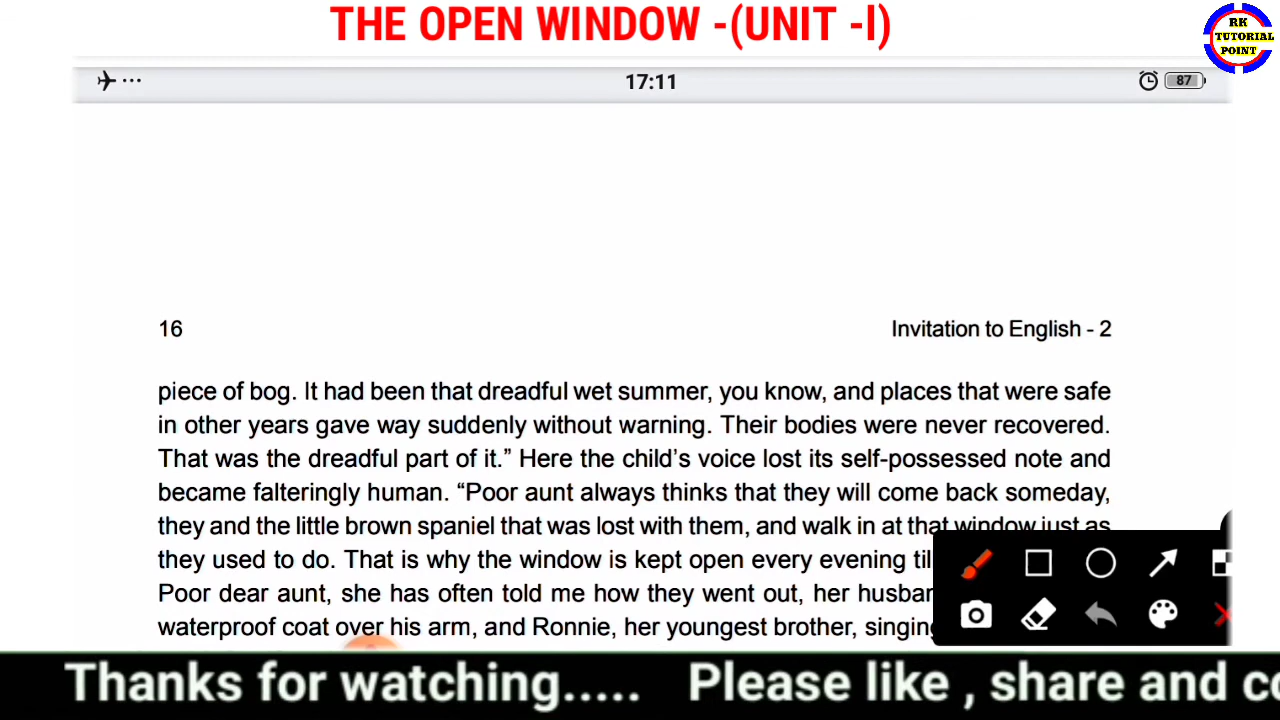 THE OPEN WINDOW -(UNIT -I)
RK
TUTORIAL
POINT
17:11
87
16
Invitation to English - 2
piece of bog. It had been that dreadful wet summer, you know, and places that were safe
in other years gave way suddenly without warning. Their bodies were never recovered.
That was the dreadful part of it.” Here the child’s voice lost its self-possessed note and
became falteringly human. “Poor aunt always thinks that they will come back someday,
they and the little brown spaniel that was lost with them, and walk in at that window just as
they used to do. That is why the window is kept open every evening
Poor dear aunt, she has often told me how they went out, her
waterproof coat over his arm, and Ronnie, her youngest brother,
Thanks for watching..... Please like , share and